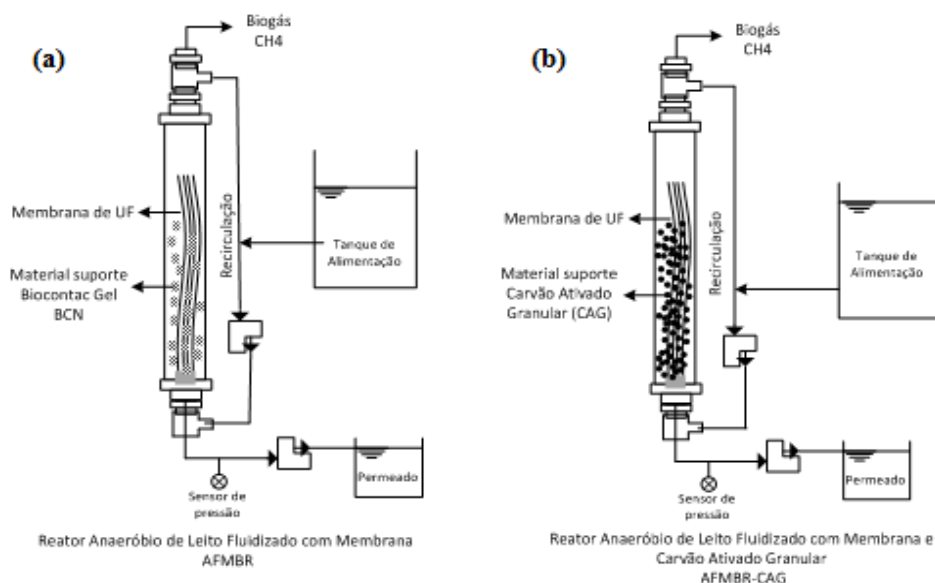 (a)
Biogás
CH4
Membrana de UF
Material suporte
Biocontac Gel
BCN
Recirculação
Tanque de
Alimentação
Permeado
Sensor de
pressão
Reator Anaeróbio de Leito Fluidizado com Membrana
AFMBR
(b)
Biogás
CH4
Membrana de UF
Material suporte
Carvão Ativado
Granular (CAG)
Recirculação
Tanque de
Alimentação
Permeado
Sensor de
pressão
Reator Anaeróbio de Leito Fluidizado com Membrana e
Carvão Ativado Granular
AFMBR-CAG